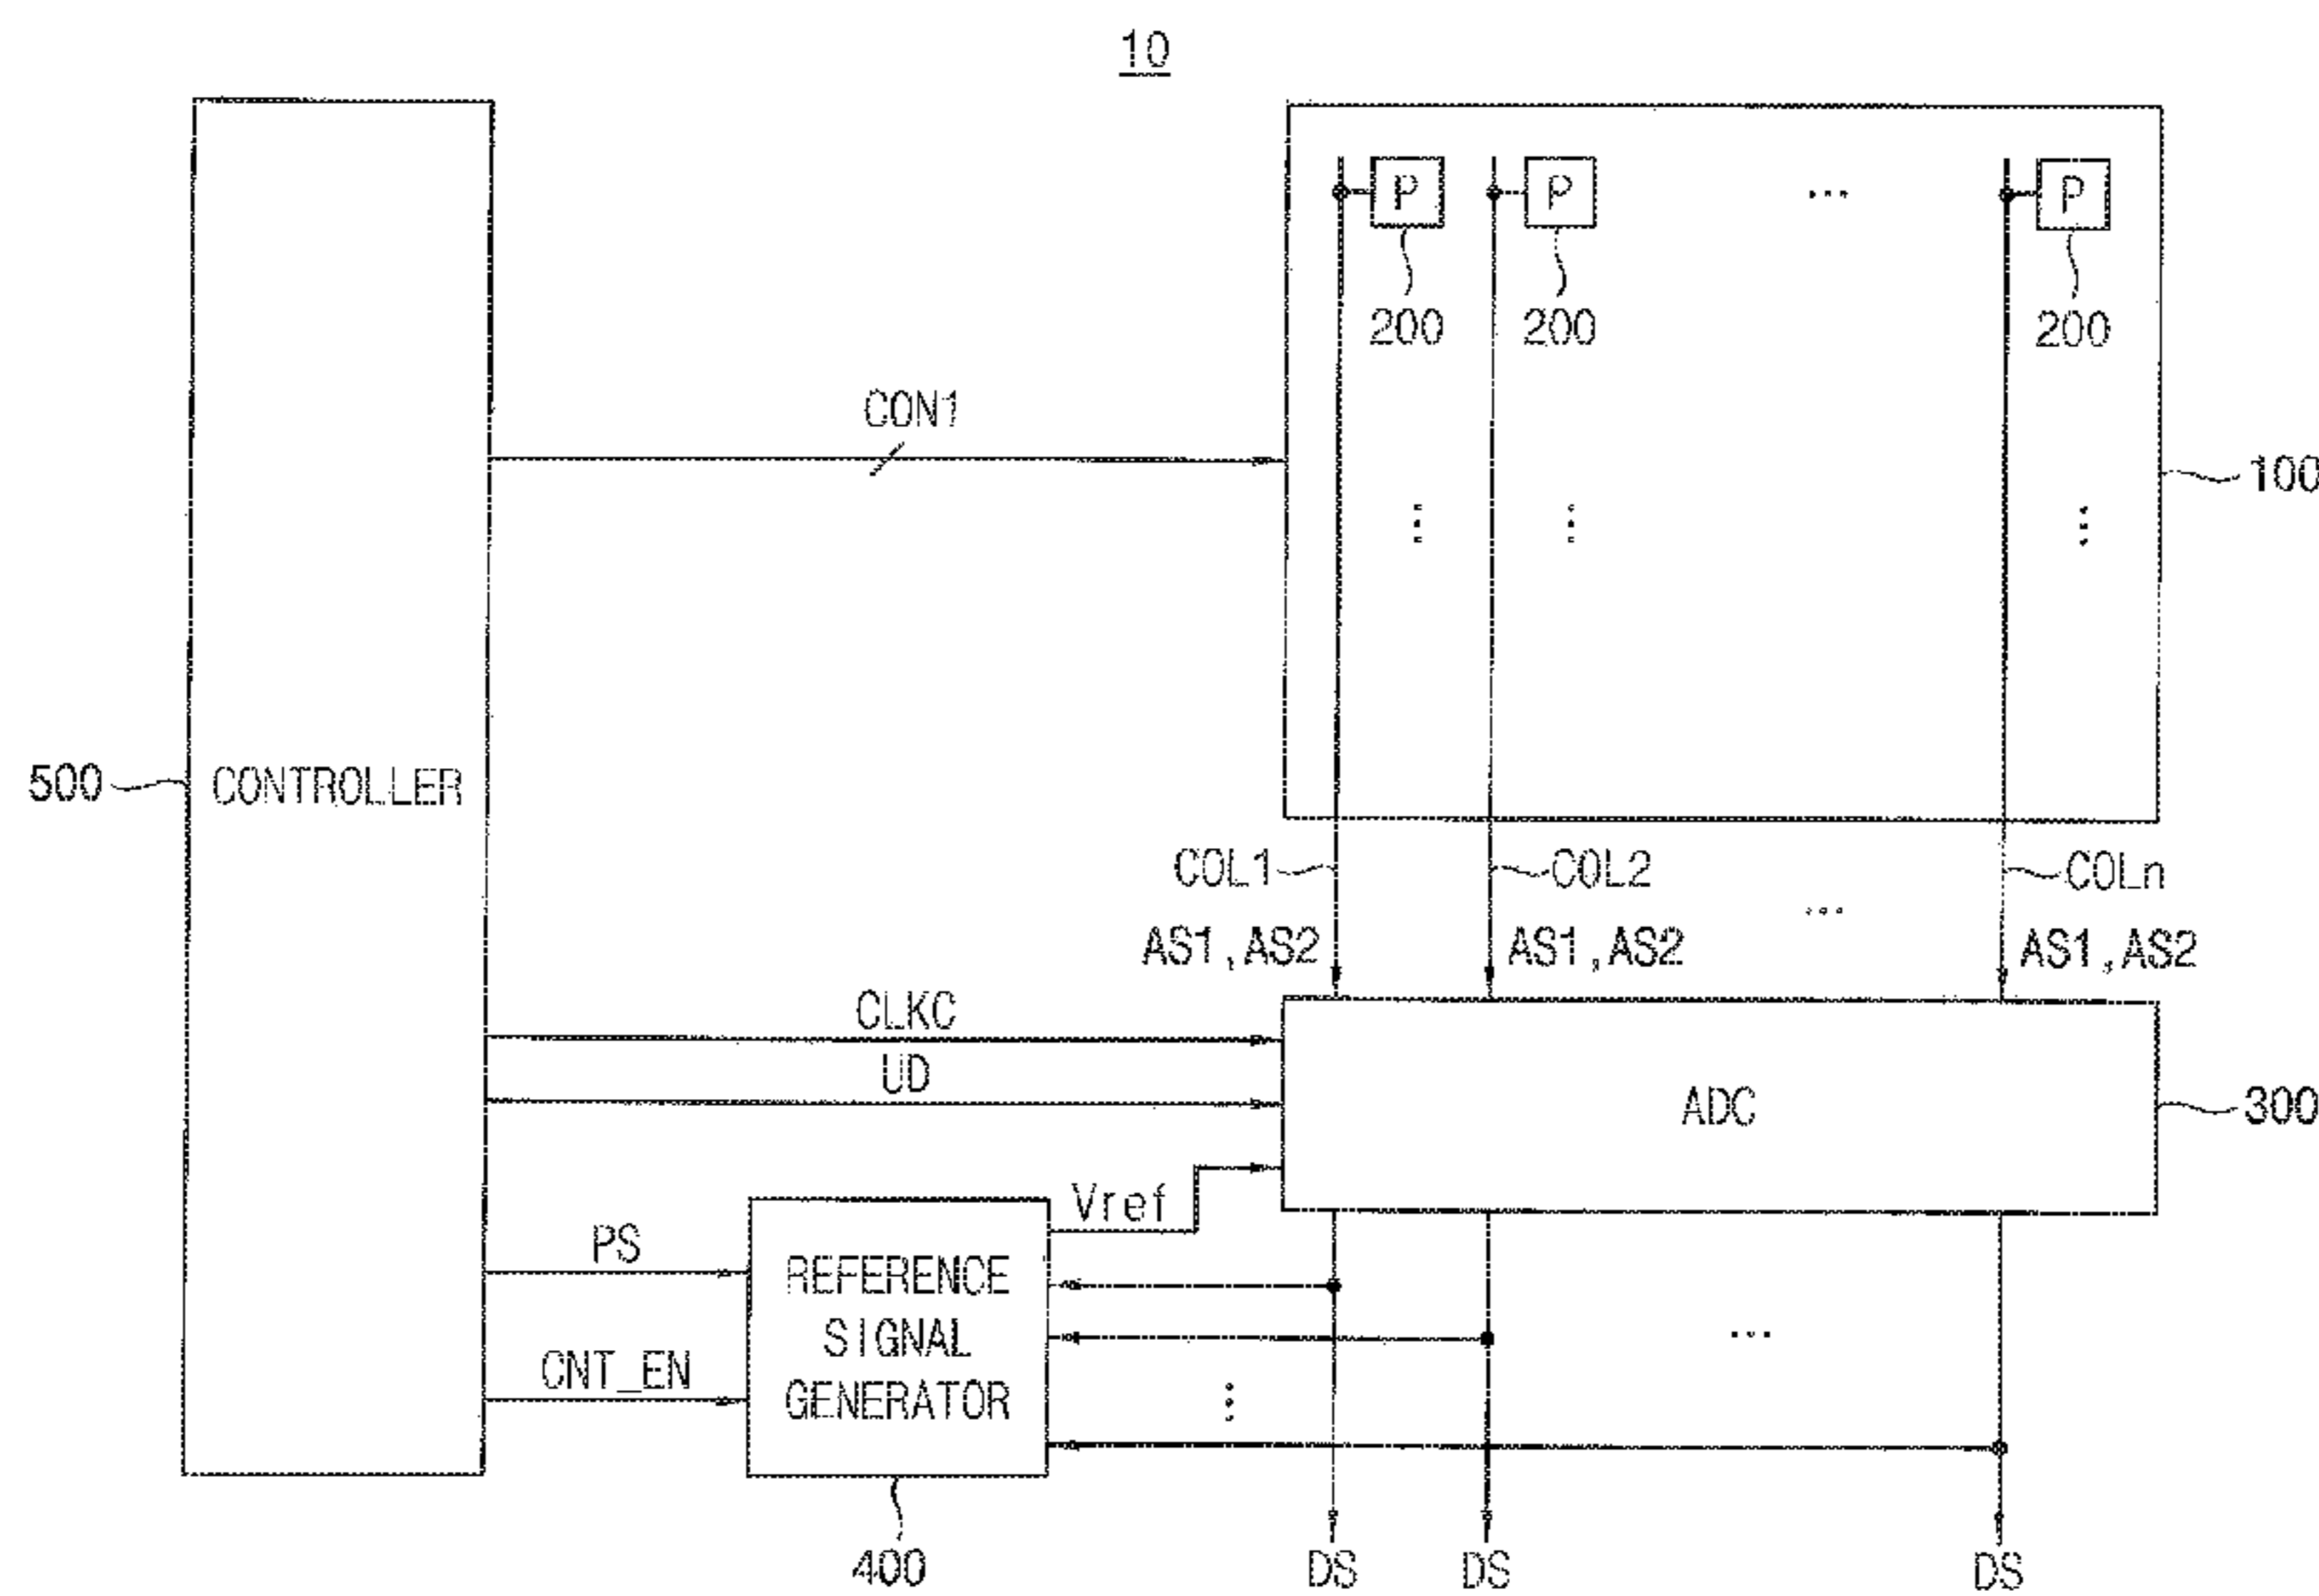 10
P
P
P
200
200
200
CON1
100
500
CONTROLLER
COL1
COL2
COLn
AS1,AS2
AS1,AS2
AS1,AS2
CLKC
UD
ADC
300
Vref
PS
REFERENCE
SIGNAL
GENERATOR
CNT_EN
400
DS
DS
DS